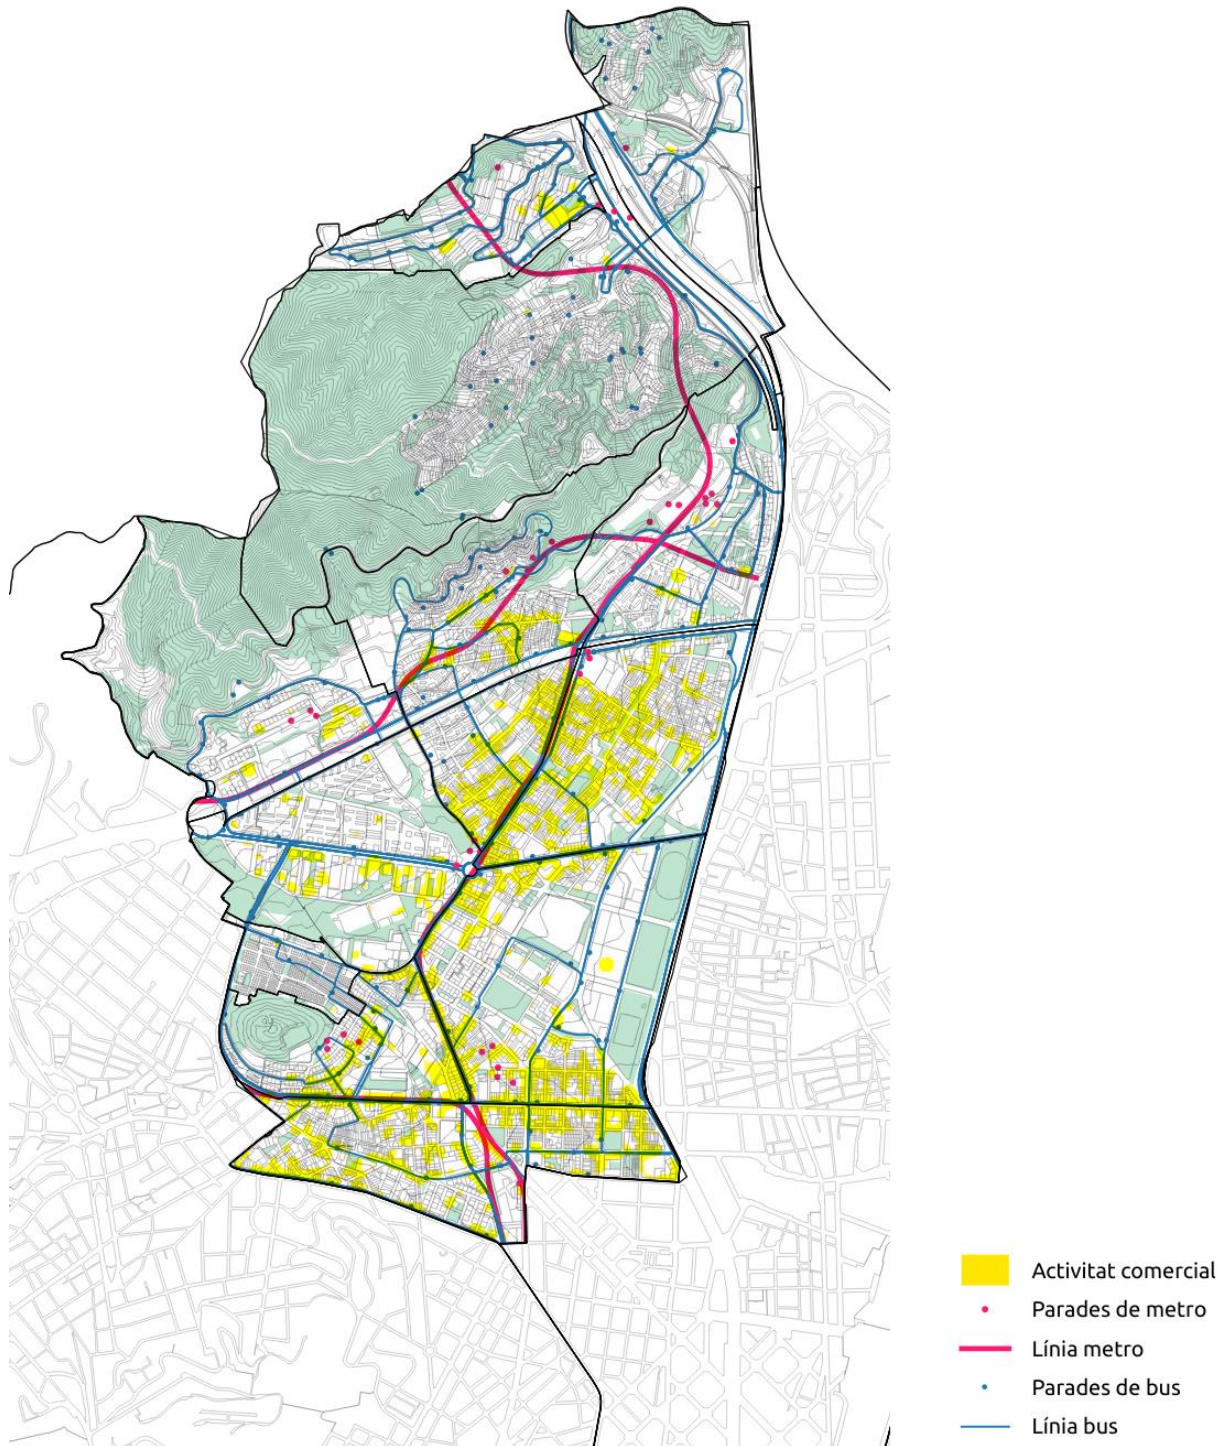 Activitat comercial
Parades de metro
Línia metro
Parades de bus
Línia bus